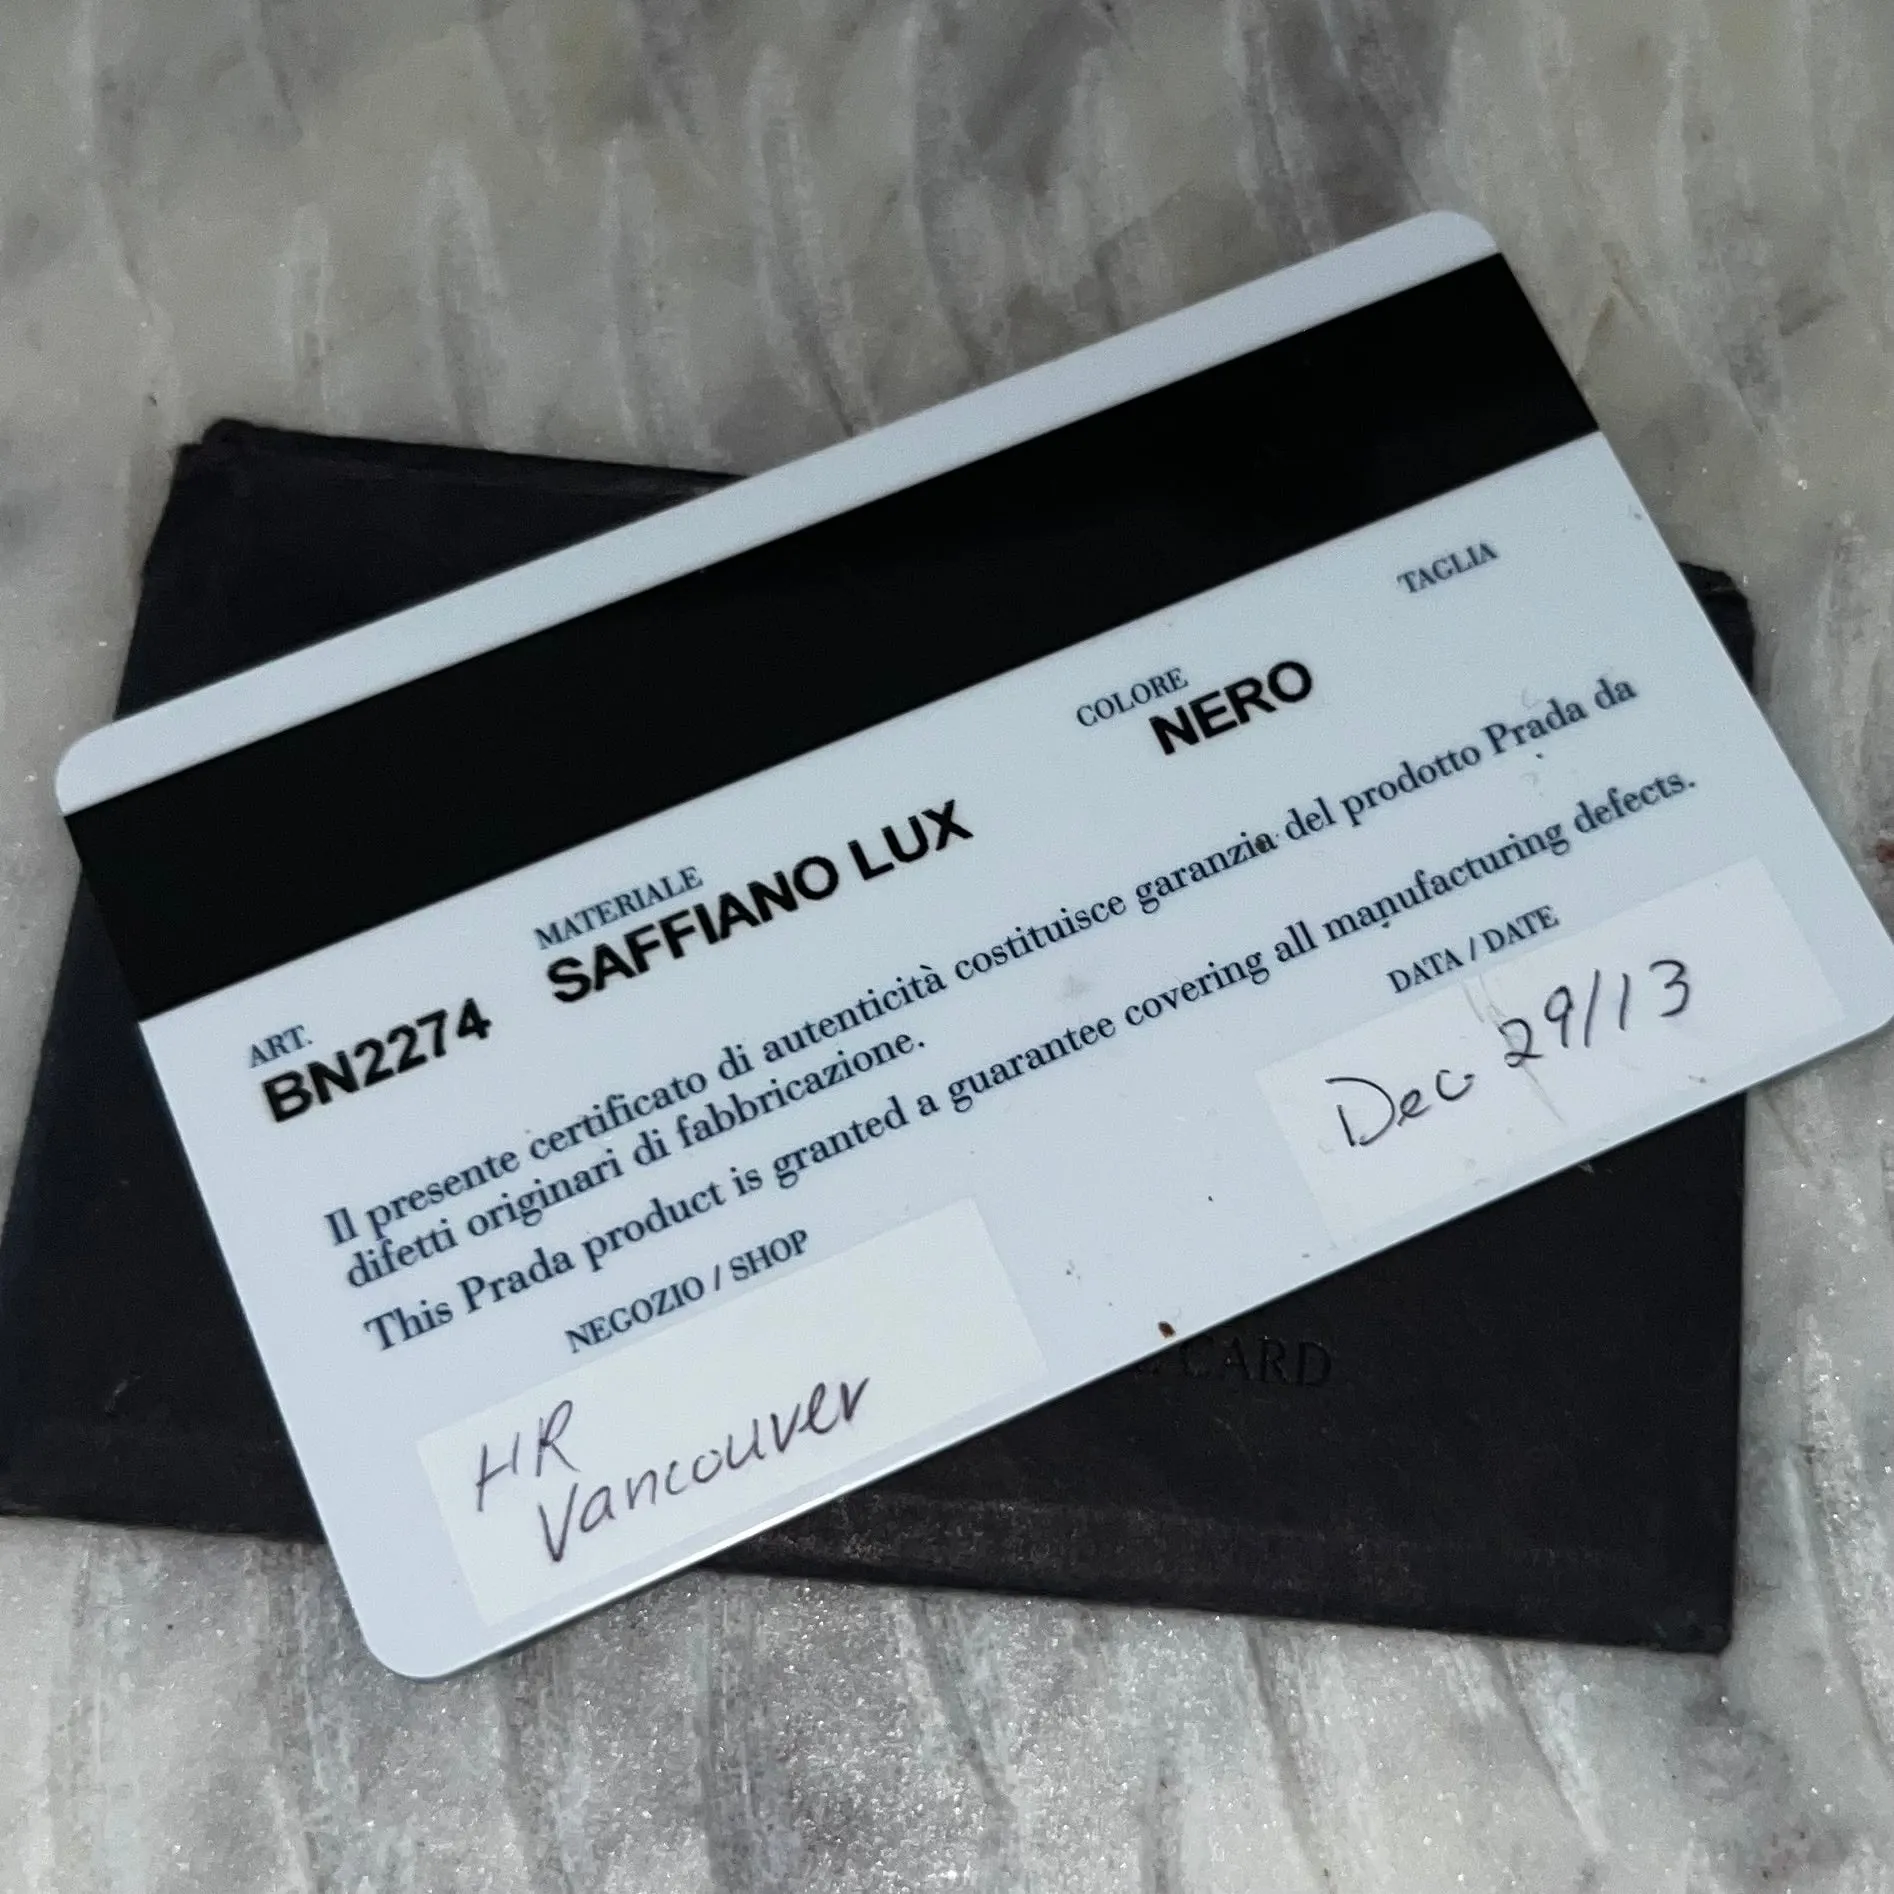 ART.
BN2274
MATERIALE
SAFFIANO LUX
COLORE
NERO
TAGLIA
Il presente certificato di autenticità costituisce garanzia del prodotto Prada da
difetti originari di fabbricazione.
This Prada product is granted a guarantee covering all manufacturing defects.
NEGOZIO / SHOP
HR
Vancouver
DATA / DATE
Dec 29/13
CARD